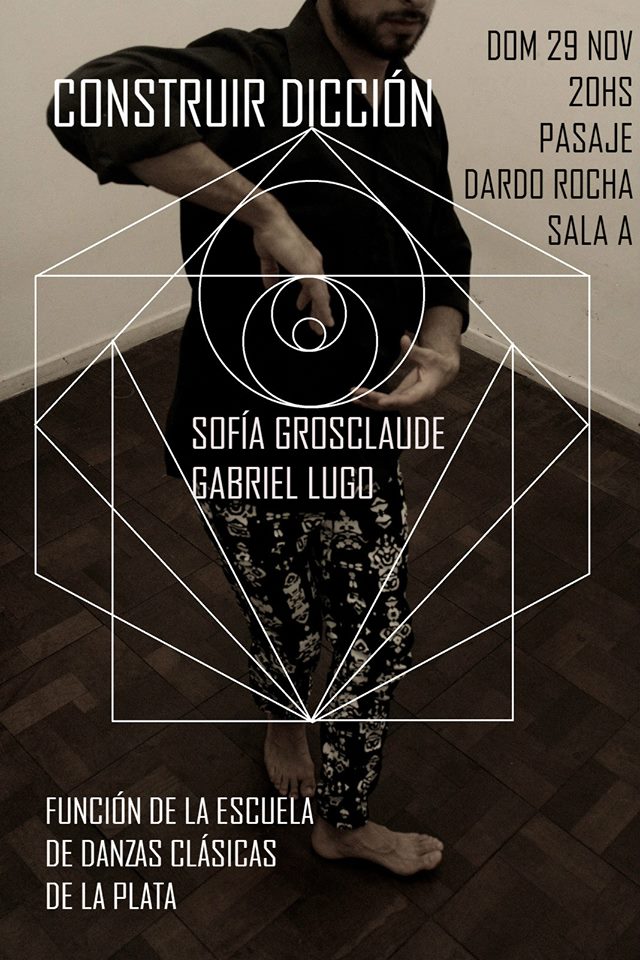 CONSTRUIR DICCIÓN
DOM 29 NOV
20HS
PASAJE
DARDO ROCHA
SALA A
SOFÍA GROSCLAUDE
GABRIEL LUGO
FUNCIÓN DE LA ESCUELA
DE DANZAS CLÁSICAS
DE LA PLATA